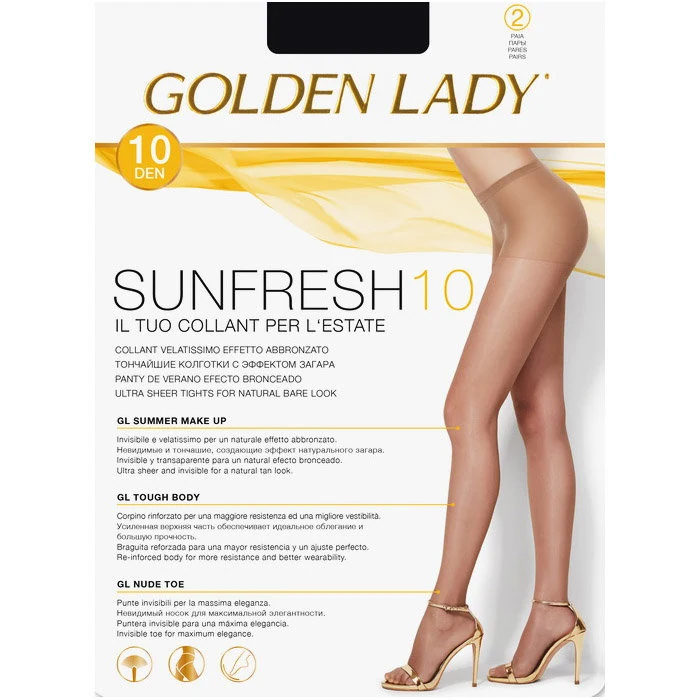 2
PAIA
ПАРЫ
PARES
PAIRS
GOLDEN LADY
10
DEN
SUNFRESH10
IL TUO COLLANT PER L'ESTATE
COLLANT VELATISSIMO EFFETTO ABBRONZATO
ТОНЧАЙШИЕ КОЛГОТКИ С ЭФФЕКТОМ ЗАГАРА
PANTY DE VERANO EFECTO BRONCEADO
ULTRA SHEER TIGHTS FOR NATURAL BARE LOOK
GL SUMMER MAKE UP
Invisibile e velatissimo per un naturale effetto abbronzato.
Невидимые и тончайшие, создающие эффект натурального загара.
Invisible y transparente para un natural efecto bronceado.
Ultra sheer and invisible for a natural tan look.
GL TOUGH BODY
Corpino rinforzato per una maggiore resistenza ed una migliore vestibilità.
Усиленная верхняя часть обеспечивает идеальное облегание и
большую прочность.
Braguita reforzada para una mayor resistencia y un ajuste perfecto.
Re-inforced body for more resistance and better wearability.
GL NUDE TOE
Punte invisibili per la massima eleganza.
Невидимый носок для максимальной элегантности.
Puntera invisible para una máxima elegancia.
Invisible toe for maximum elegance.